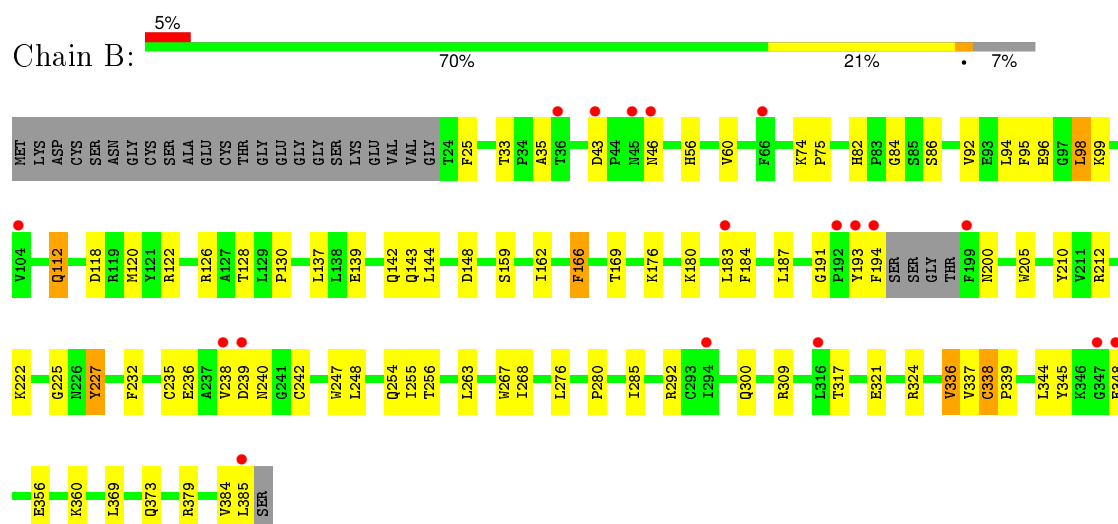 5%
Chain B:
70% 21% • 7%
MET LYS ASP CYS SER ASN GLY CYS SER ALA GLU CYS THR GLY GLU GLY GLY SER LYS GLU VAL VAL GLY T24 F25 T33 P34 A35 T36 D43 P44 N45 N46 H56 V60 F66 K74 P75 H82 P83 G84 S85 S86 V92 E93 L94 F95 E96 G97 L98 K99
V104 Q112 D118 R119 M120 Y121 R122 R126 A127 T128 L129 P130 L137 L138 E139 Q142 Q143 L144 D148 S159 I162 F166 T169 K176 K180 L183 F184 L187 G191 P192 Y193 F194 SER SER GLY THR F199 N200 W205 Y210 V211 R212
K222 G225 N226 Y227 F232 C235 E236 A237 V238 D239 N240 G241 C242 W247 L248 Q254 I255 T256 L263 W267 I268 L276 P280 I285 R292 C293 I294 Q300 R309 L316 T317 E321 R324 V336 V337 C338 P339 L344 Y345 K346 G347
E356 K360 L369 Q373 R379 V384 L385 SER